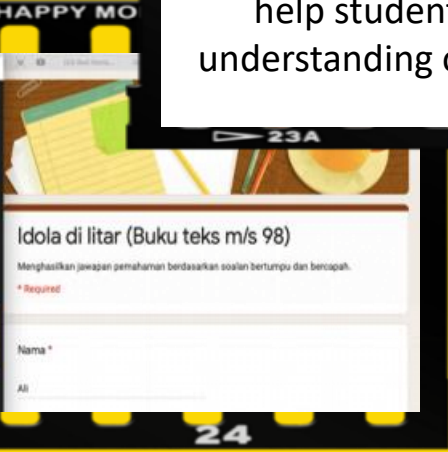 HAPPY MO
help student
understanding o
23A
Idola di litar (Buku teks m/s 98)
Menghasilkan jawapan pemahaman berdasarkan soalan bertumpu dan bercapah.
* Required
Nama *
Ali
24